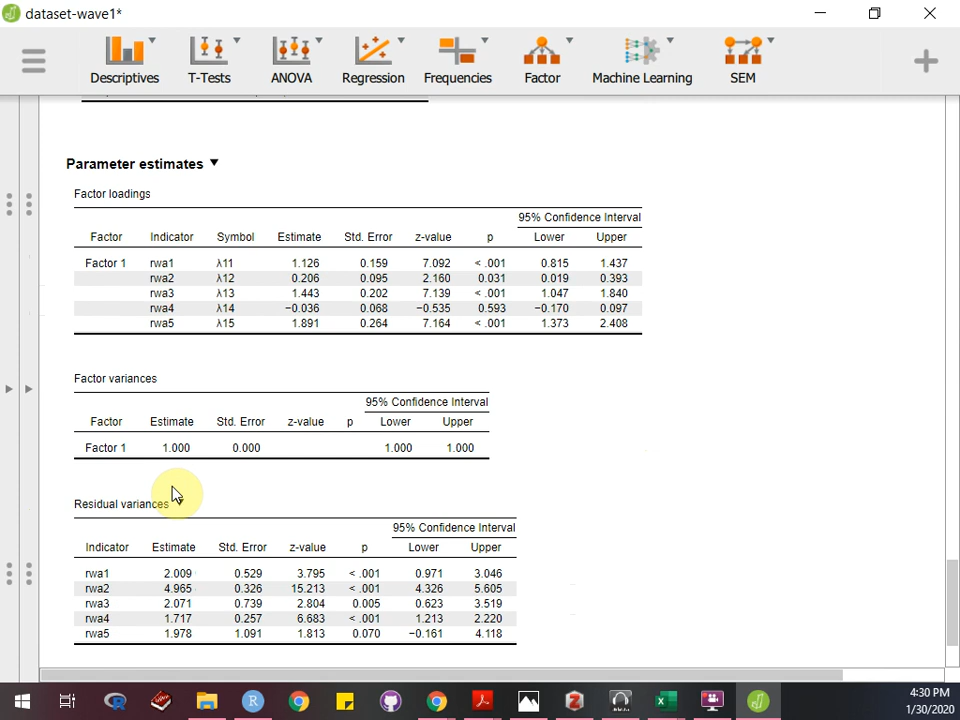 dataset-wave1*
Descriptives T-Tests ANOVA Regression Frequencies Factor Machine Learning SEM
Parameter estimates
Factor loadings
95% Confidence Interval
Factor Indicator Symbol Estimate Std. Error z-value p Lower Upper
Factor 1 rwa1 λ11 1.126 0.159 7.092 < .001 0.815 1.437
rwa2 λ12 0.206 0.095 2.160 0.031 0.019 0.393
rwa3 λ13 1.443 0.202 7.139 < .001 1.047 1.840
rwa4 λ14 −0.036 0.068 −0.535 0.593 −0.170 0.097
rwa5 λ15 1.891 0.264 7.164 < .001 1.373 2.408
Factor variances
95% Confidence Interval
Factor Estimate Std. Error z-value p Lower Upper
Factor 1 1.000 0.000 1.000 1.000
Residual variances
95% Confidence Interval
Indicator Estimate Std. Error z-value p Lower Upper
rwa1 2.009 0.529 3.795 < .001 0.971 3.046
rwa2 4.965 0.326 15.213 < .001 4.326 5.605
rwa3 2.071 0.739 2.804 0.005 0.623 3.519
rwa4 1.717 0.257 6.683 < .001 1.213 2.220
rwa5 1.978 1.091 1.813 0.070 −0.161 4.118
4:30 PM
1/30/2020